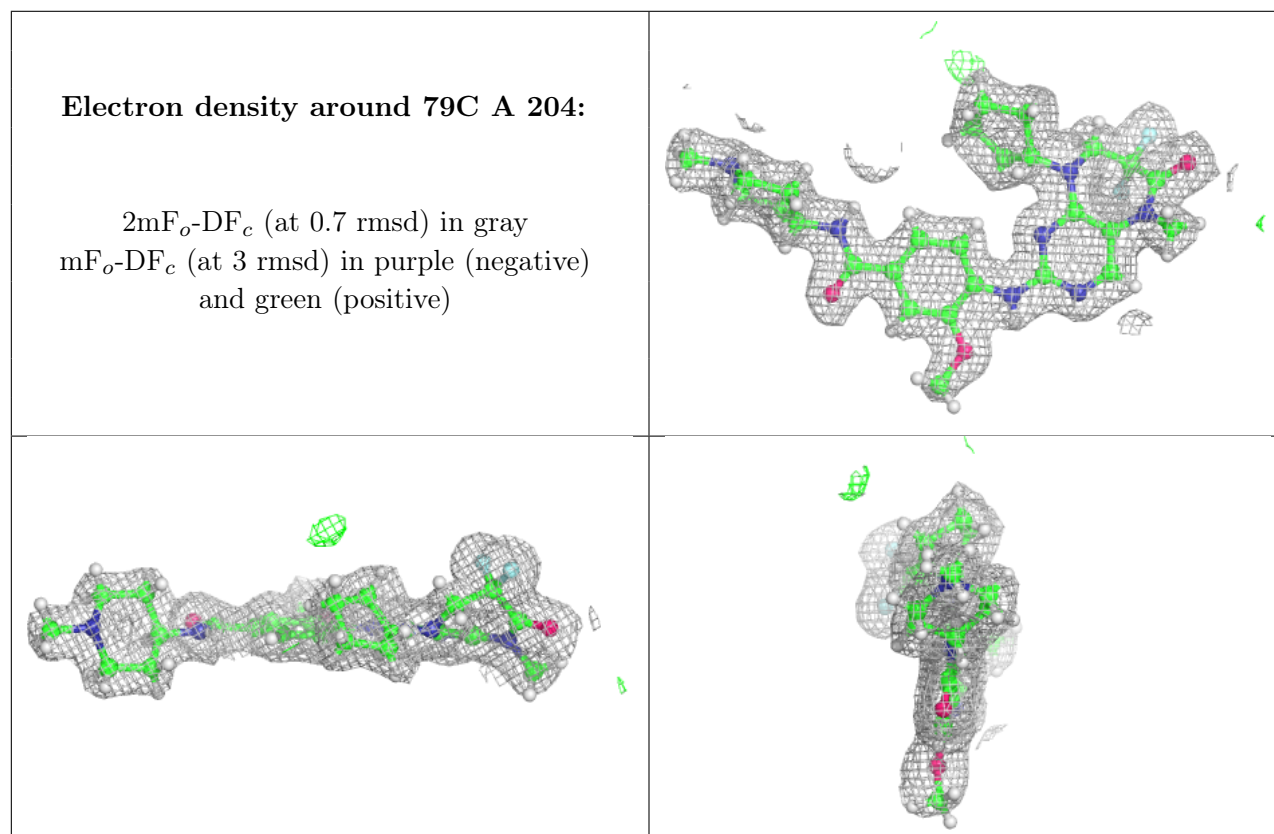 Electron density around 79C A 204:
2mFₒ-DF𝒸 (at 0.7 rmsd) in gray
mFₒ-DF𝒸 (at 3 rmsd) in purple (negative)
and green (positive)